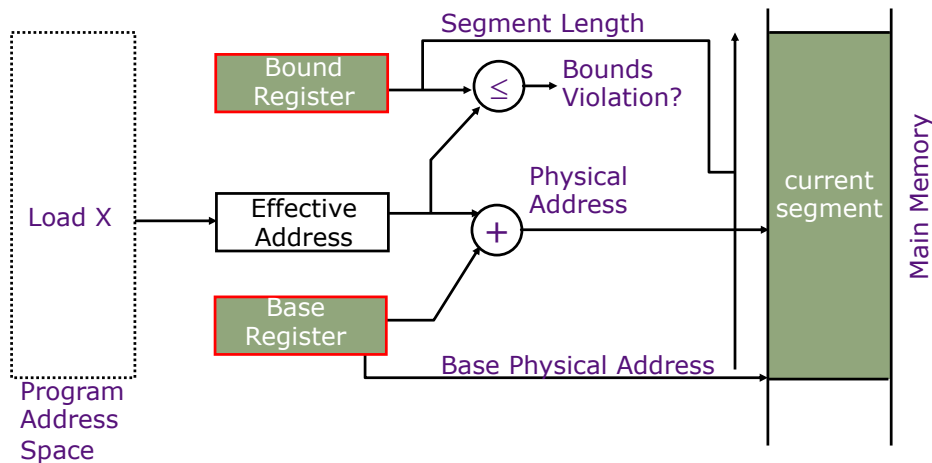 Segment Length
Bound
Register
≤
Bounds
Violation?
Load X
Effective
Address
Physical
Address
+
current
segment
Main Memory
Base
Register
Base Physical Address
Program
Address
Space